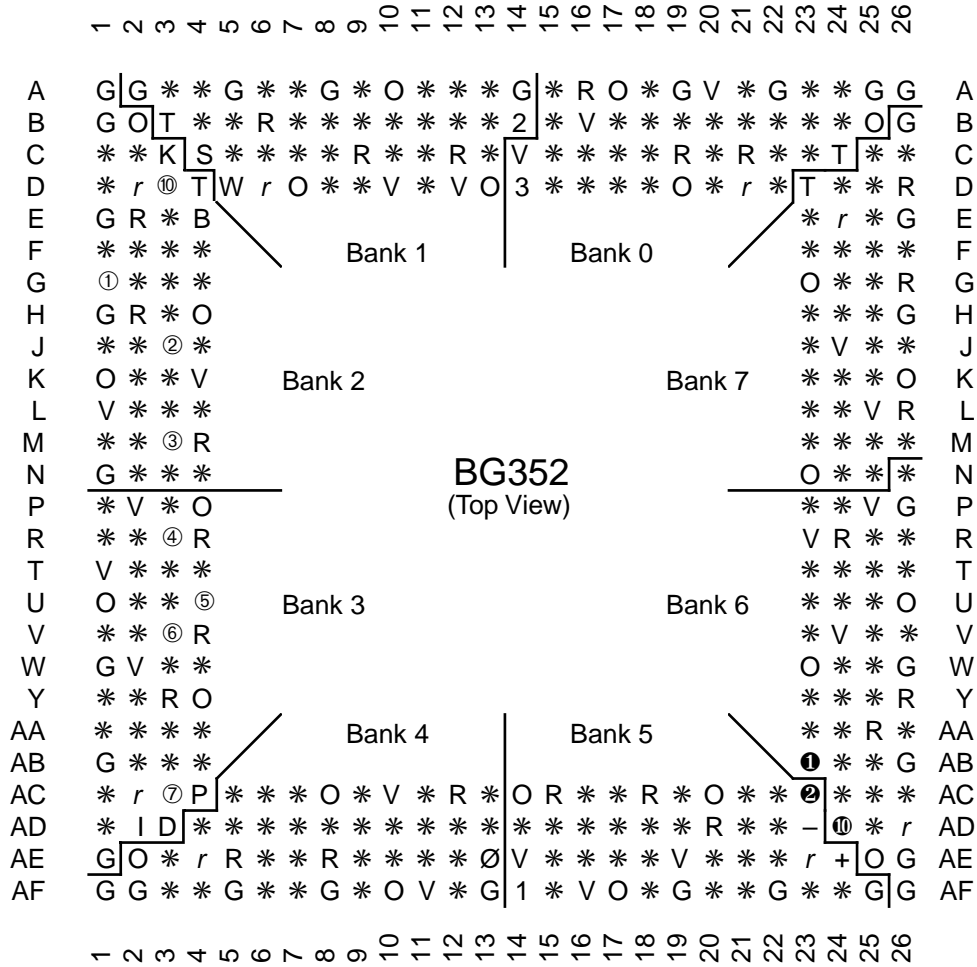 1 2 3 4 5 6 7 8 9 10 11 12 13 14 15 16 17 18 19 20 21 22 23 24 25 26
A G G ✻ ✻ G ✻ ✻ G ✻ O ✻ ✻ ✻ G ✻ R O ✻ G V ✻ G ✻ ✻ G G A
B G O T ✻ ✻ R ✻ ✻ ✻ ✻ ✻ ✻ ✻ 2 ✻ V ✻ ✻ ✻ ✻ ✻ ✻ ✻ ✻ O G B
C ✻ ✻ K S ✻ ✻ ✻ ✻ R ✻ ✻ R ✻ V ✻ ✻ ✻ ✻ R ✻ R ✻ ✻ T ✻ ✻ C
D ✻ r ⑩ T W r O ✻ ✻ V ✻ V O 3 ✻ ✻ ✻ ✻ O ✻ r ✻ T ✻ ✻ R D
E G R ✻ B ✻ r ✻ G E
F ✻ ✻ ✻ ✻ Bank 1 Bank 0 ✻ ✻ ✻ ✻ F
G ① ✻ ✻ ✻ O ✻ ✻ R G
H G R ✻ O ✻ ✻ ✻ G H
J ✻ ✻ ② ✻ ✻ V ✻ ✻ J
K O ✻ ✻ V Bank 2 Bank 7 ✻ ✻ ✻ O K
L V ✻ ✻ ✻ ✻ ✻ V R L
M ✻ ✻ ③ R ✻ ✻ ✻ ✻ M
N G ✻ ✻ ✻ BG352 O ✻ ✻ ✻ N
P ✻ V ✻ O (Top View) ✻ ✻ V G P
R ✻ ✻ ④ R V R ✻ ✻ R
T V ✻ ✻ ✻ ✻ ✻ ✻ ✻ T
U O ✻ ✻ ⑤ Bank 3 Bank 6 ✻ ✻ ✻ O U
V ✻ ✻ ⑥ R ✻ V ✻ ✻ V
W G V ✻ ✻ O ✻ ✻ G W
Y ✻ ✻ R O ✻ ✻ ✻ R Y
AA ✻ ✻ ✻ ✻ Bank 4 Bank 5 ✻ ✻ R ✻ AA
AB G ✻ ✻ ✻ ❶ ✻ ✻ G AB
AC ✻ r ⑦ P ✻ ✻ ✻ O ✻ V ✻ R ✻ O R ✻ ✻ R ✻ O ✻ ✻ ❷ ✻ ✻ ✻ AC
AD ✻ I D ✻ ✻ ✻ ✻ ✻ ✻ ✻ ✻ ✻ ✻ ✻ ✻ ✻ ✻ ✻ ✻ R ✻ ✻ – ❿ ✻ r AD
AE G O ✻ r R ✻ ✻ R ✻ ✻ ✻ ✻ Ø V ✻ ✻ ✻ ✻ V ✻ ✻ ✻ r + O G AE
AF G G ✻ ✻ G ✻ ✻ G ✻ O V ✻ G 1 ✻ V O ✻ G ✻ ✻ G ✻ ✻ G G AF
1 2 3 4 5 6 7 8 9 10 11 12 13 14 15 16 17 18 19 20 21 22 23 24 25 26